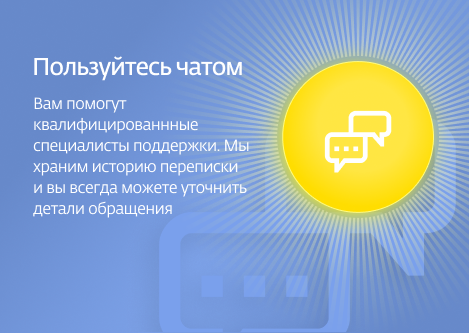 Пользуйтесь чатом
Вам помогут
квалифицированнные
специалисты поддержки. Мы
храним историю переписки
и вы всегда можете уточнить
детали обращения